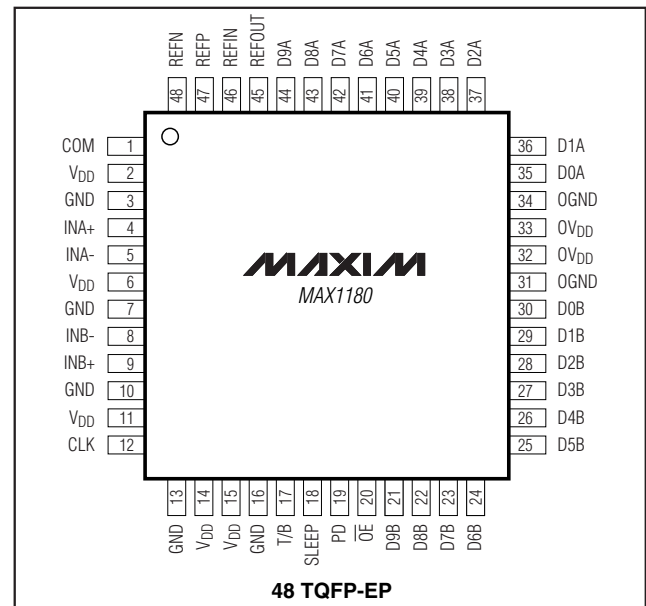 REFN REFP REFIN REFOUT D9A D8A D7A D6A D5A D4A D3A D2A
48 47 46 45 44 43 42 41 40 39 38 37
COM 1 36 D1A
VDD 2 35 D0A
GND 3 34 OGND
INA+ 4 33 OVDD
INA- 5 32 OVDD
VDD 6 31 OGND
MAXIM
MAX1180
GND 7 30 D0B
INB- 8 29 D1B
INB+ 9 28 D2B
GND 10 27 D3B
VDD 11 26 D4B
CLK 12 25 D5B
13 14 15 16 17 18 19 20 21 22 23 24
GND VDD VDD GND T/B SLEEP PD O̅E̅ D9B D8B D7B D6B
48 TQFP-EP